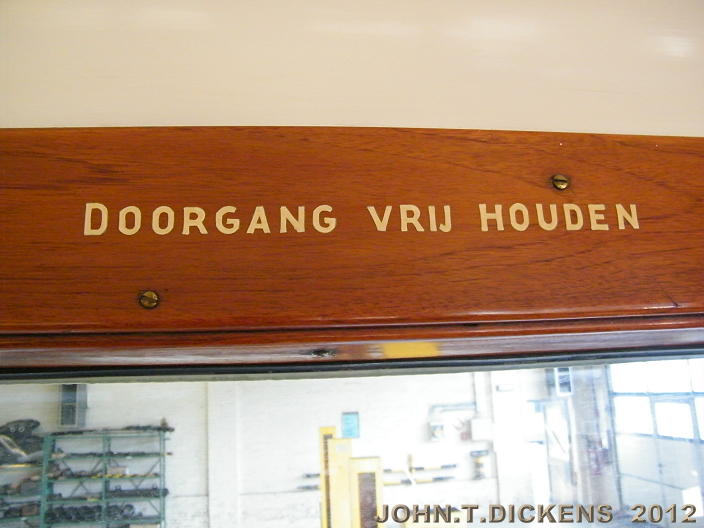 DOORGANG VRIJ HOUDEN
JOHN.T.DICKENS 2012